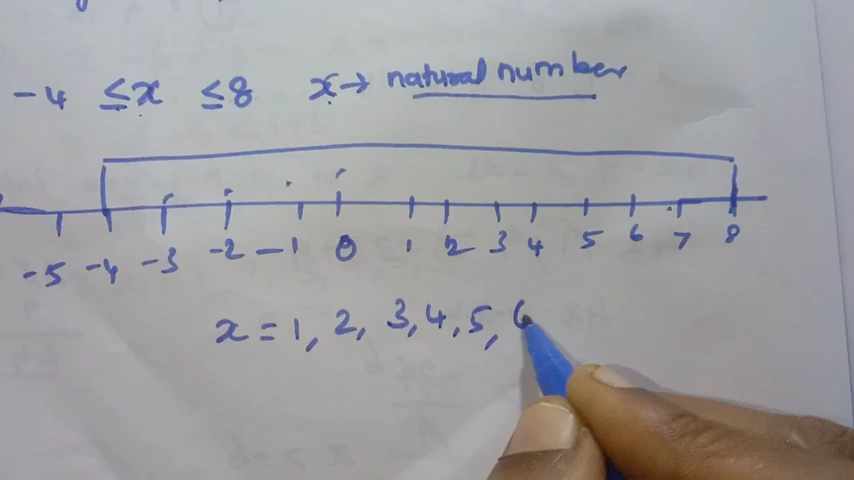 -4 ≤ x ≤ 8 x → natural number
-5 -4 -3 -2 -1 0 1 2 3 4 5 6 7 8
x = 1, 2, 3, 4, 5, 6